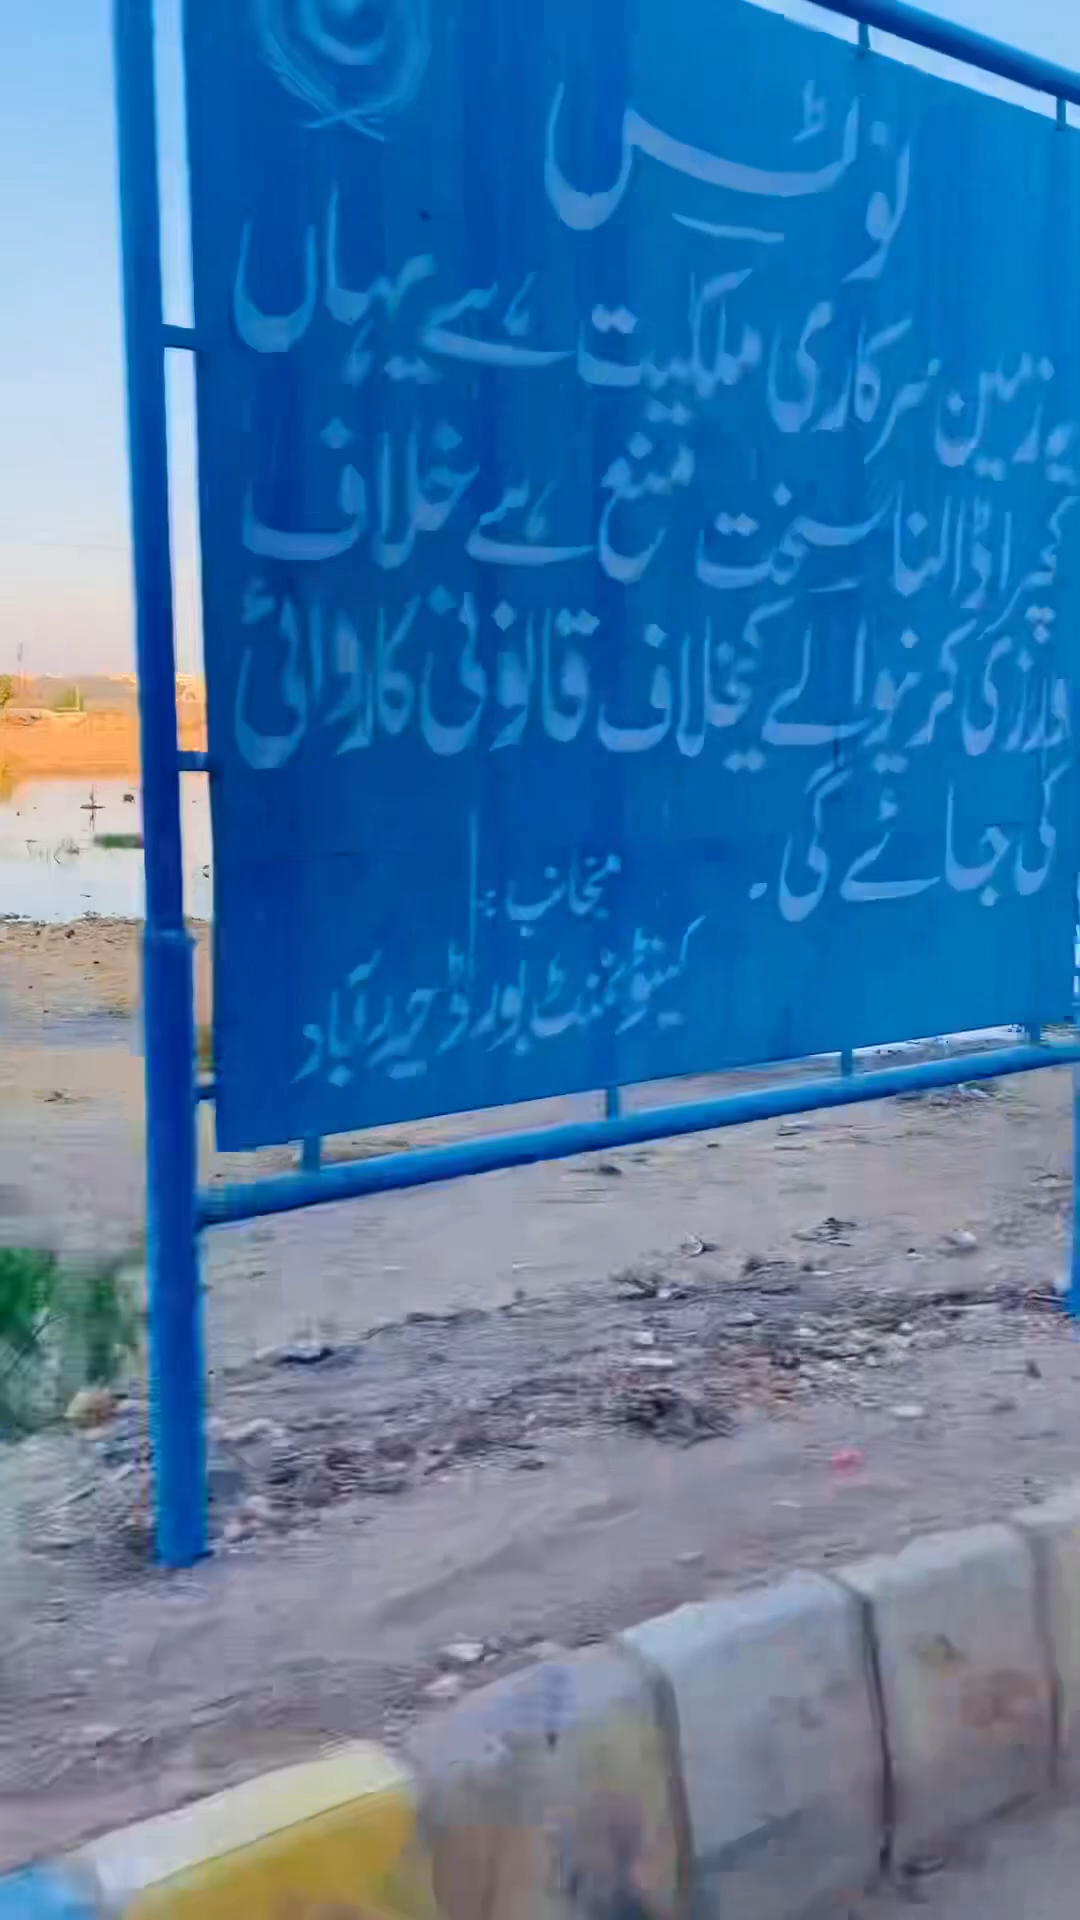 نوٹس
یہ زمین سرکاری ملکیت ہے یہاں
کچرا ڈالنا سخت منع ہے خلاف
ورزی کرنیوالے کیخلاف قانونی کاروائی
کی جائے گی۔
منجانب:
کینٹونمنٹ بورڈ حیدرآباد